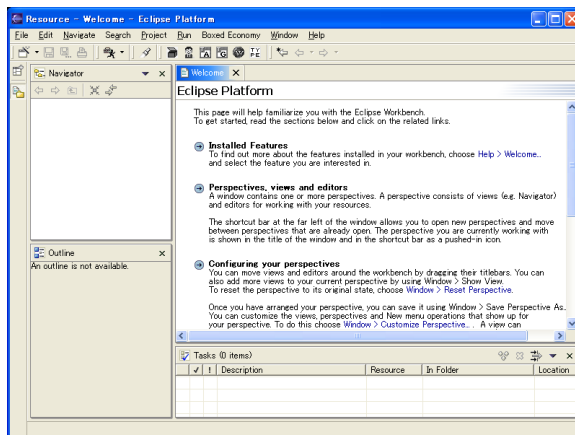 Resource - Welcome - Eclipse Platform
File Edit Navigate Search Project Run Boxed Economy Window Help
Navigator
Welcome
Eclipse Platform
This page will help familiarize you with the Eclipse Workbench.
To get started, read the sections below and click on the related links.
Installed Features
To find out more about the features installed in your workbench, choose Help > Welcome...
and select the feature you are interested in.
Perspectives, views and editors
A window contains one or more perspectives. A perspective consists of views (e.g. Navigator)
and editors for working with your resources.
The shortcut bar at the far left of the window allows you to open new perspectives and move
between perspectives that are already open. The perspective you are currently working with
is shown in the title of the window and in the shortcut bar as a pushed-in icon.
Configuring your perspectives
You can move views and editors around the workbench by dragging their titlebars. You can
also add more views to your current perspective by using Window > Show View.
To reset the perspective to its original state, choose Window > Reset Perspective.
Once you have arranged your perspective, you can save it using Window > Save Perspective As.
You can customize the views, perspectives and New menu operations that show up for
your perspective. To do this choose Window > Customize Perspective... . A view can
Outline
An outline is not available.
Tasks (0 items)
! Description Resource In Folder Location